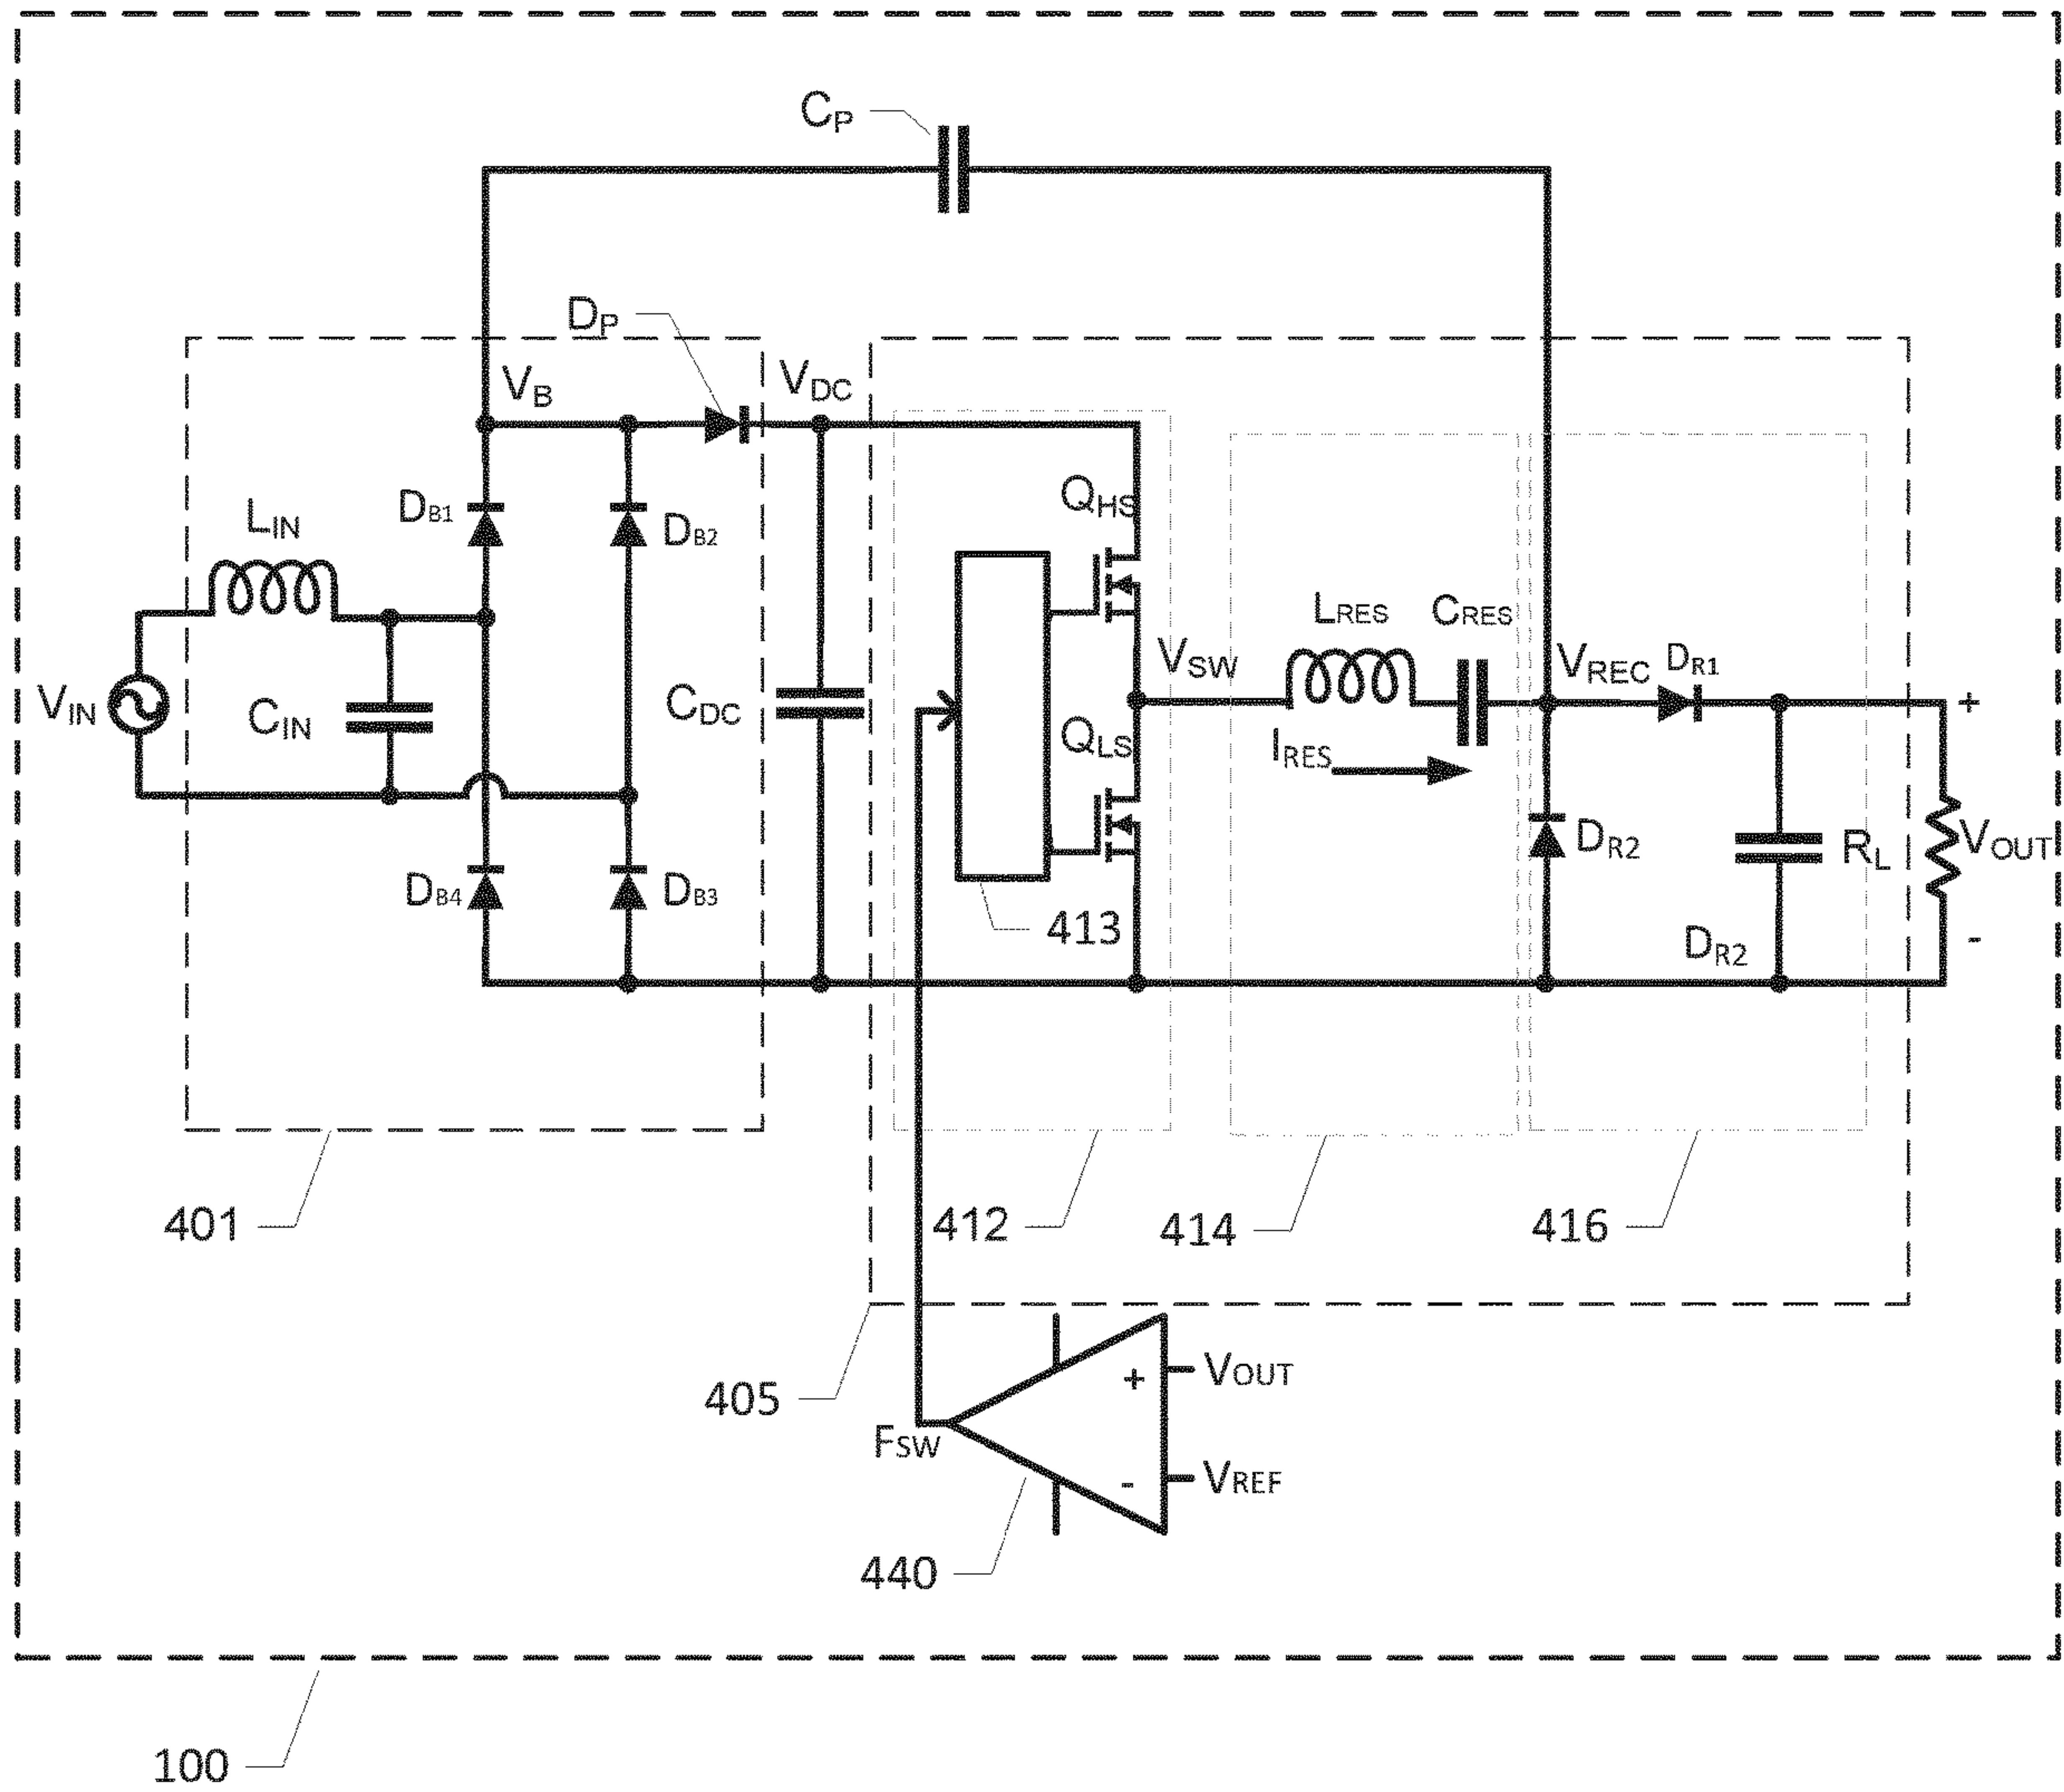 CP
DP
VB
VDC
QHS
DB1
DB2
LIN
LRES
CRES
VSW
VREC
DR1
+
VIN
CIN
CDC
QLS
IRES
DR2
RL
VOUT
DB4
DB3
413
DR2
-
401
412
414
416
405
+
VOUT
FSW
-
VREF
440
100